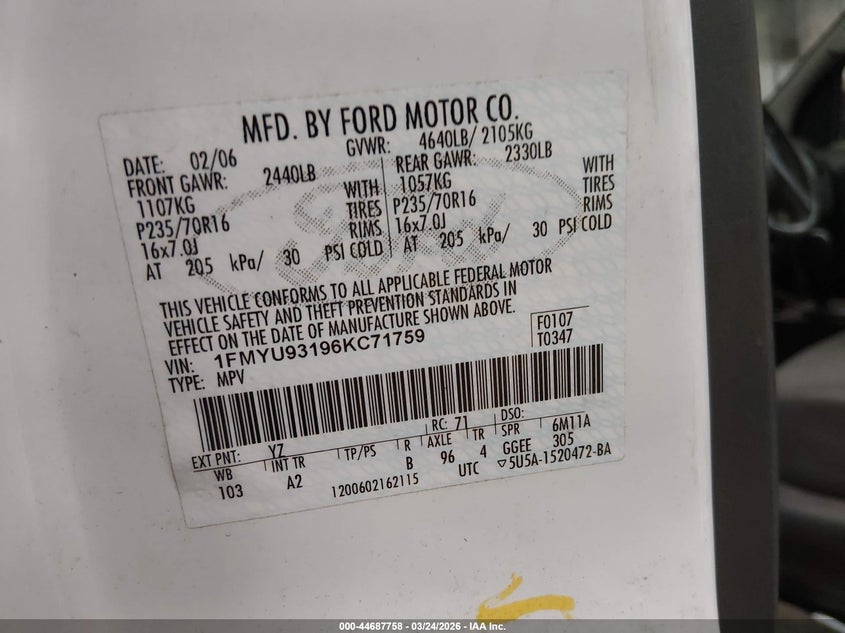 MFD. BY FORD MOTOR CO.
DATE: 02/06 GVWR: 4640LB/ 2105KG
FRONT GAWR: 2440LB REAR GAWR: 2330LB
1107KG WITH 1057KG WITH
P235/70R16 TIRES P235/70R16 TIRES
16x7.0J RIMS 16x7.0J RIMS
AT 205 kPa/ 30 PSI COLD AT 205 kPa/ 30 PSI COLD
Ford
THIS VEHICLE CONFORMS TO ALL APPLICABLE FEDERAL MOTOR
VEHICLE SAFETY AND THEFT PREVENTION STANDARDS IN
EFFECT ON THE DATE OF MANUFACTURE SHOWN ABOVE.
VIN: 1FMYU93196KC71759 F0107
TYPE: MPV T0347
EXT PNT: YZ RC: 71 DSO:
WB INT TR TP/PS R AXLE TR SPR 6M11A
103 A2 B 96 4 GGEE 305
1200602162115 UTC ▽5U5A-1520472-BA
000-44687758 - 03/24/2026 - IAA Inc.